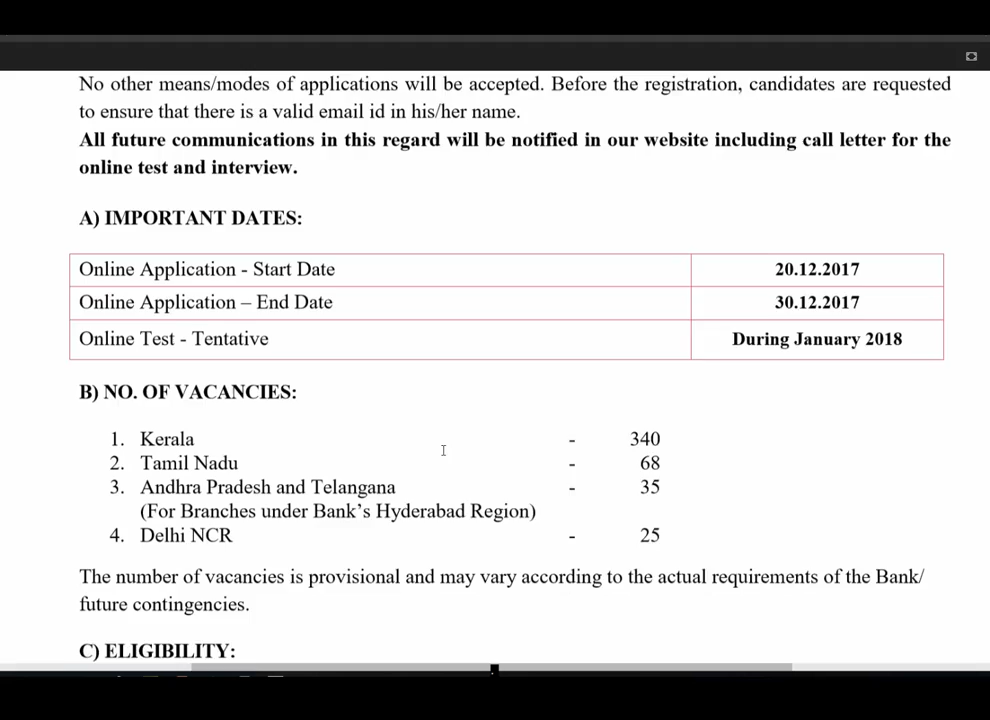 No other means/modes of applications will be accepted. Before the registration, candidates are requested
to ensure that there is a valid email id in his/her name.
All future communications in this regard will be notified in our website including call letter for the
online test and interview.
A) IMPORTANT DATES:
Online Application - Start Date 20.12.2017
Online Application – End Date 30.12.2017
Online Test - Tentative During January 2018
B) NO. OF VACANCIES:
1. Kerala - 340
2. Tamil Nadu - 68
3. Andhra Pradesh and Telangana - 35
(For Branches under Bank’s Hyderabad Region)
4. Delhi NCR - 25
The number of vacancies is provisional and may vary according to the actual requirements of the Bank/
future contingencies.
C) ELIGIBILITY: